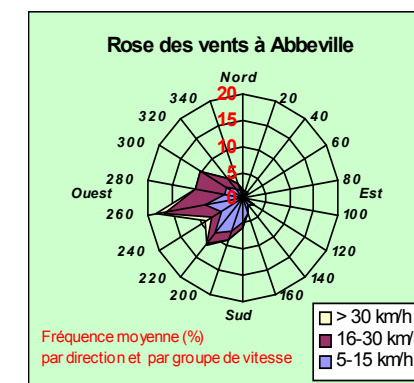 Rose des vents à Abbeville
Nord
340
20
20
320
40
15
300
60
10
280
5
80
Ouest
0
Est
260
100
240
120
220
140
200
160
Sud
> 30 km/h
16-30 km/
5-15 km/h
Fréquence moyenne (%)
par direction et par groupe de vitesse